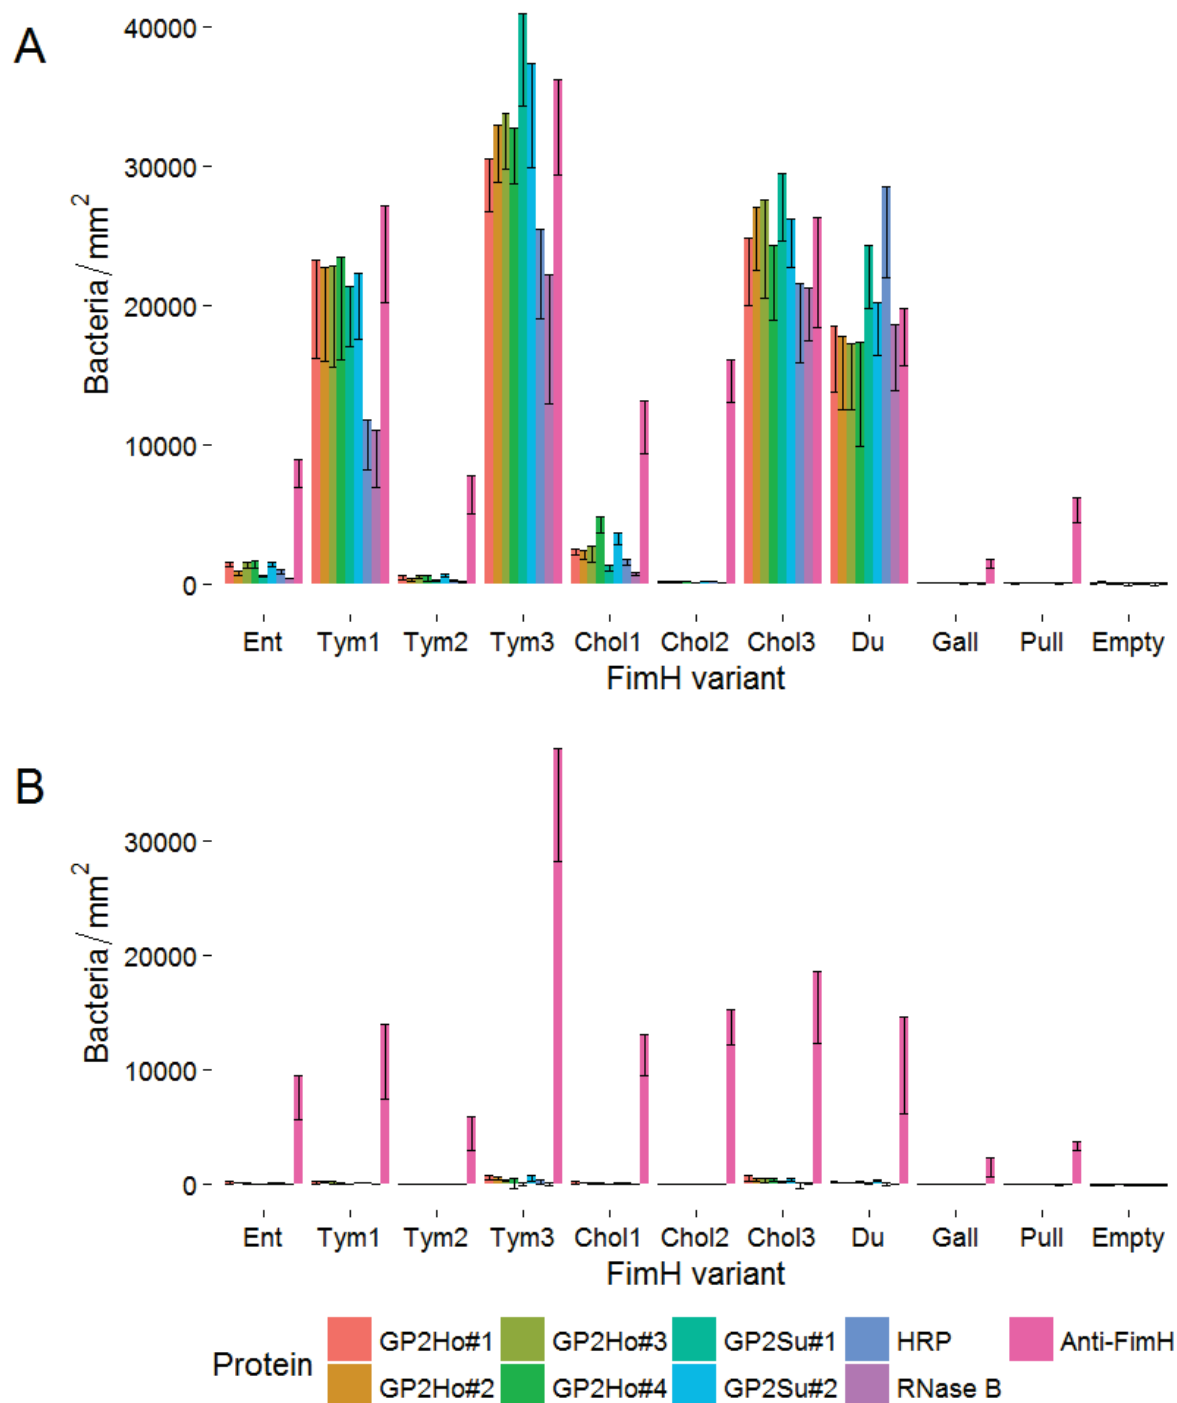 A
40000
30000
20000
10000
0
Bacteria / mm²
Ent Tym1 Tym2 Tym3 Chol1 Chol2 Chol3 Du Gall Pull Empty
FimH variant
B
30000
20000
10000
0
Bacteria / mm²
Ent Tym1 Tym2 Tym3 Chol1 Chol2 Chol3 Du Gall Pull Empty
FimH variant
Protein
GP2Ho#1 GP2Ho#3 GP2Su#1 HRP Anti-FimH
GP2Ho#2 GP2Ho#4 GP2Su#2 RNase B